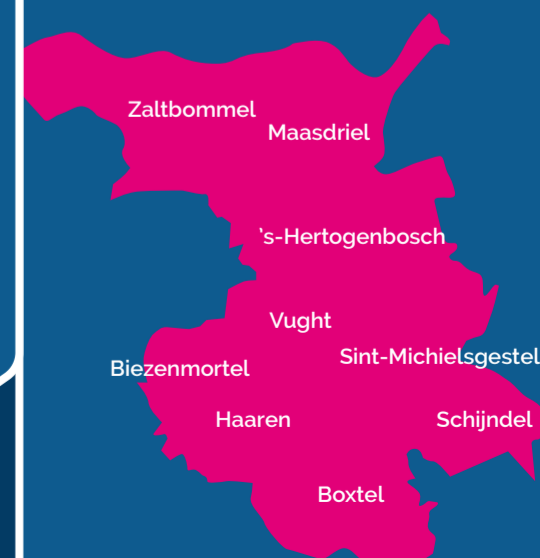 Zaltbommel
Maasdriel
's-Hertogenbosch
Vught
Sint-Michielsgestel
Biezenmortel
Haaren
Schijndel
Boxtel